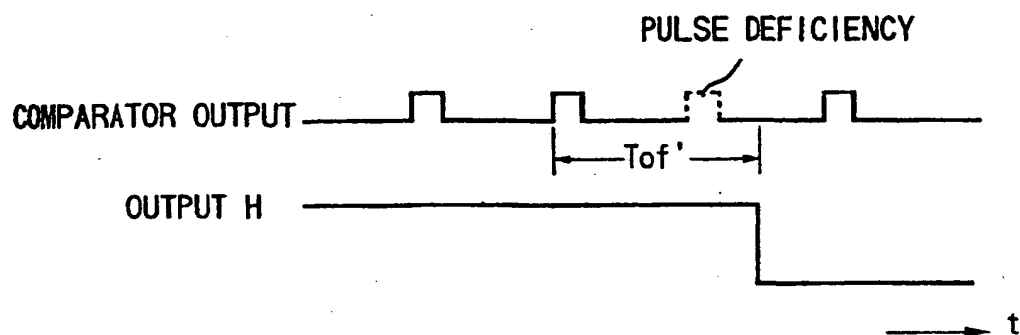 PULSE DEFICIENCY
COMPARATOR OUTPUT
Tof'
OUTPUT H
t